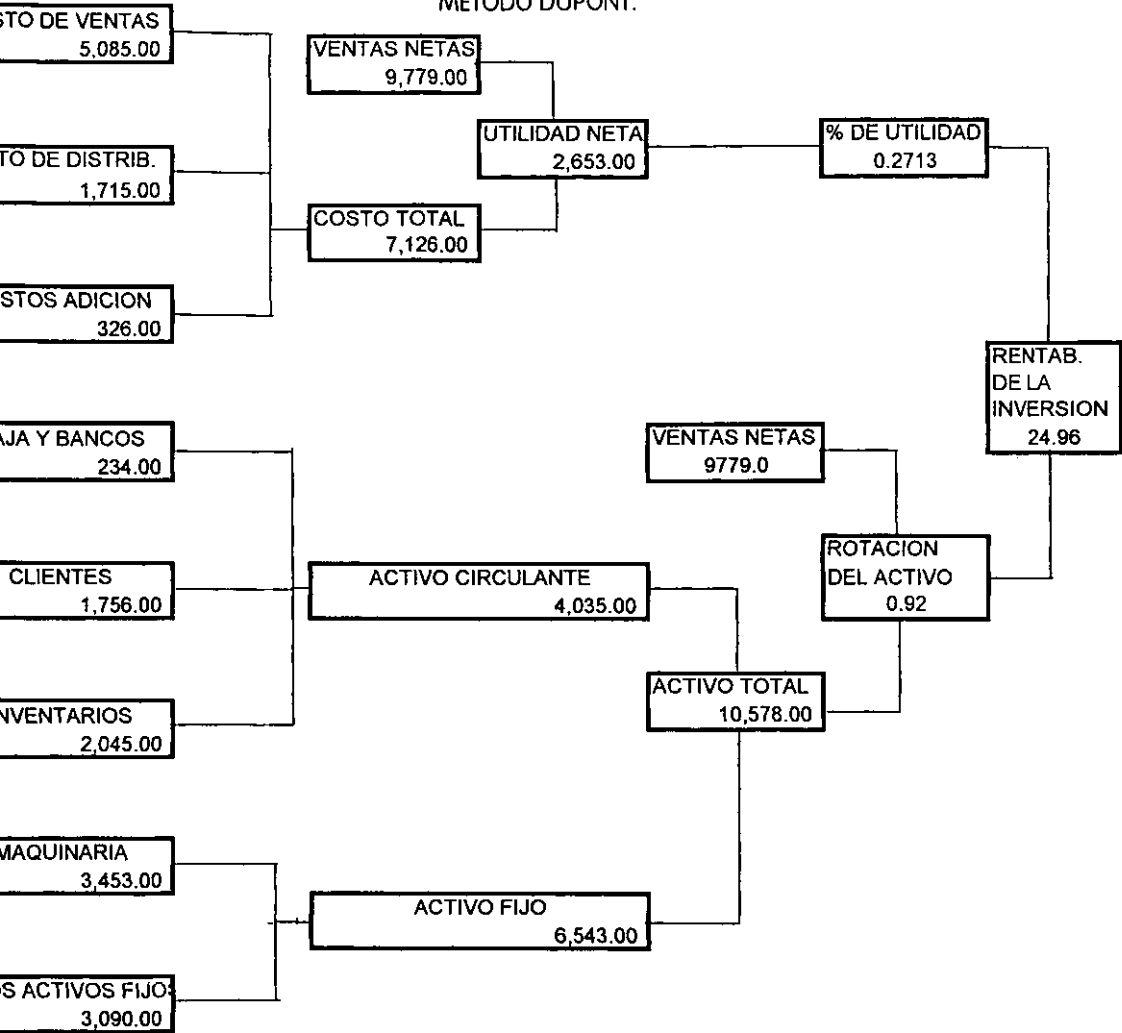 METODO DUPONT.
STO DE VENTAS
5,085.00
VENTAS NETAS
9,779.00
UTILIDAD NETA
2,653.00
% DE UTILIDAD
0.2713
TO DE DISTRIB.
1,715.00
COSTO TOTAL
7,126.00
STOS ADICION
326.00
RENTAB.
DE LA
INVERSION
24.96
AJA Y BANCOS
234.00
VENTAS NETAS
9779.0
ROTACION
DEL ACTIVO
0.92
CLIENTES
1,756.00
ACTIVO CIRCULANTE
4,035.00
ACTIVO TOTAL
10,578.00
NVENTARIOS
2,045.00
MAQUINARIA
3,453.00
ACTIVO FIJO
6,543.00
OS ACTIVOS FIJOS
3,090.00